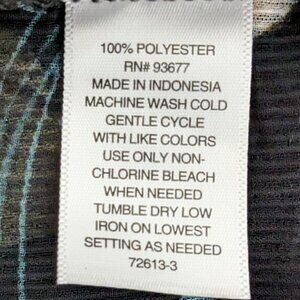 100% POLYESTER
RN# 93677
MADE IN INDONESIA
MACHINE WASH COLD
GENTLE CYCLE
WITH LIKE COLORS
USE ONLY NON-
CHLORINE BLEACH
WHEN NEEDED
TUMBLE DRY LOW
IRON ON LOWEST
SETTING AS NEEDED
72613-3